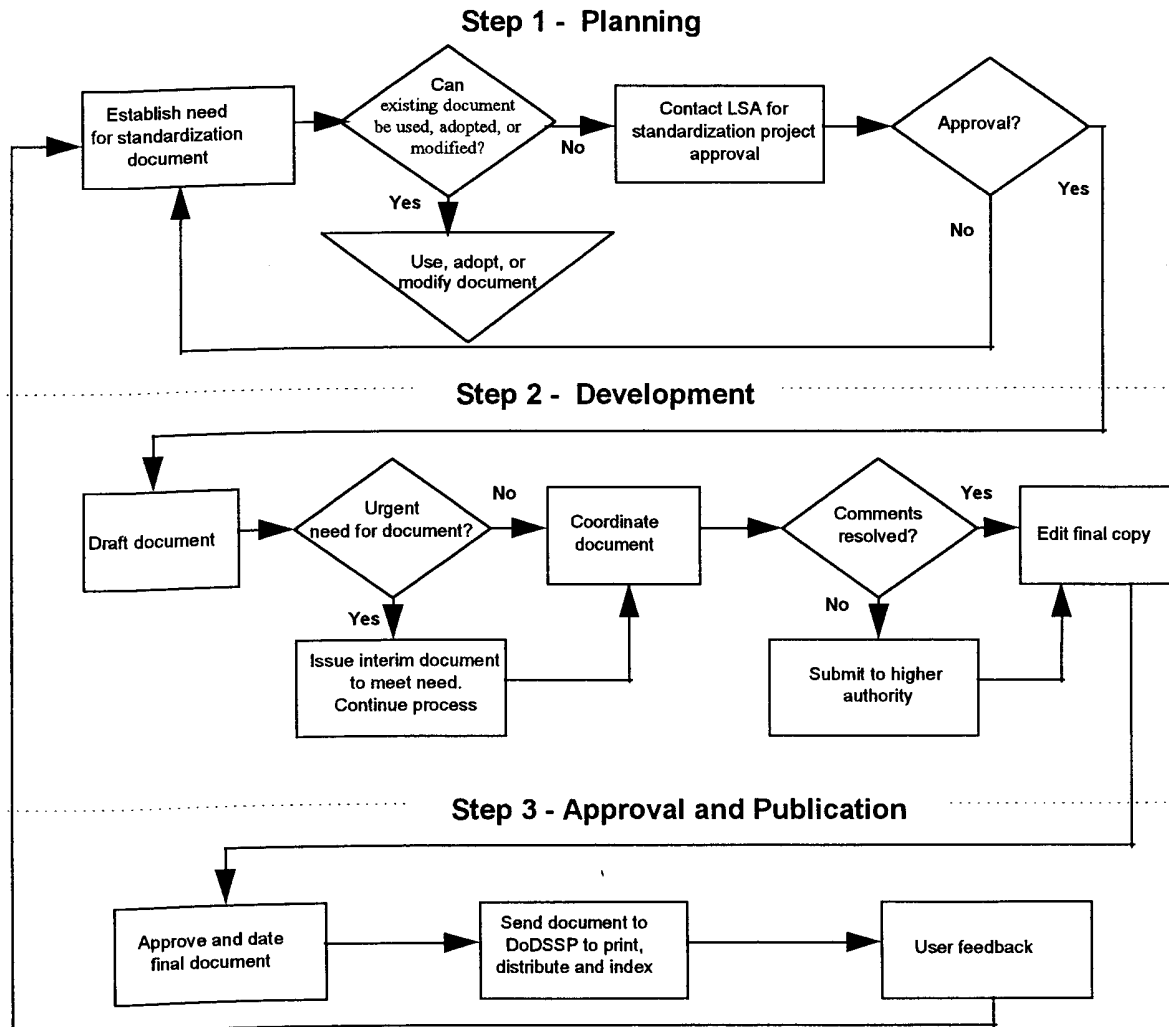 Step 1 - Planning
Establish need
for standardization
document
Can
existing document
be used, adopted, or
modified?
No
Contact LSA for
standardization project
approval
Approval?
Yes
No
Yes
Use, adopt, or
modify document
Step 2 - Development
Draft document
Urgent
need for document?
No
Coordinate
document
Comments
resolved?
Yes
Edit final copy
Yes
Issue interim document
to meet need.
Continue process
No
Submit to higher
authority
Step 3 - Approval and Publication
Approve and date
final document
Send document to
DoDSSP to print,
distribute and index
User feedback